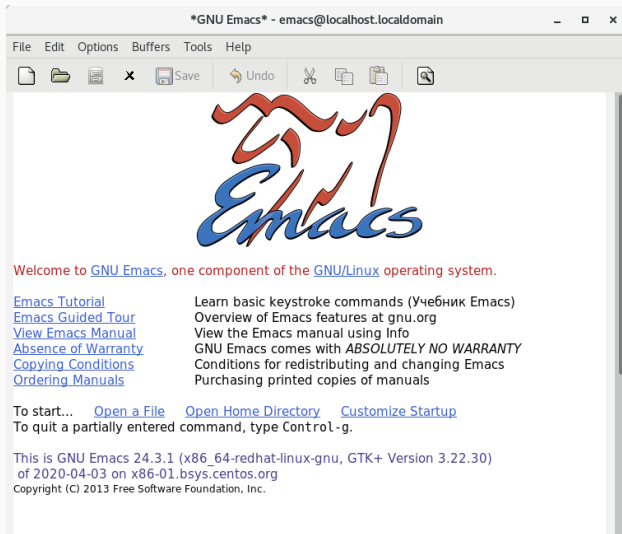 *GNU Emacs* - emacs@localhost.localdomain
File Edit Options Buffers Tools Help
Save Undo
Emacs
Welcome to GNU Emacs, one component of the GNU/Linux operating system.
Emacs Tutorial Learn basic keystroke commands (Учебник Emacs)
Emacs Guided Tour Overview of Emacs features at gnu.org
View Emacs Manual View the Emacs manual using Info
Absence of Warranty GNU Emacs comes with ABSOLUTELY NO WARRANTY
Copying Conditions Conditions for redistributing and changing Emacs
Ordering Manuals Purchasing printed copies of manuals
To start... Open a File Open Home Directory Customize Startup
To quit a partially entered command, type Control-g.
This is GNU Emacs 24.3.1 (x86_64-redhat-linux-gnu, GTK+ Version 3.22.30)
of 2020-04-03 on x86-01.bsys.centos.org
Copyright (C) 2013 Free Software Foundation, Inc.